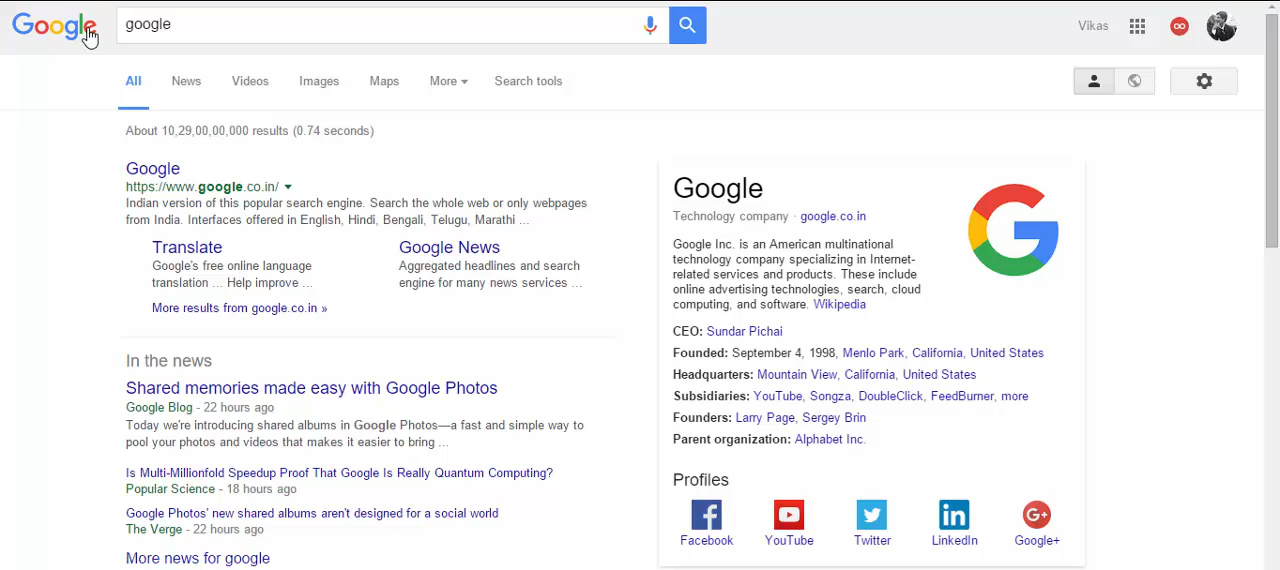 Google
google
Vikas
All
News
Videos
Images
Maps
More
Search tools
About 10,29,00,00,000 results (0.74 seconds)
Google
https://www.google.co.in/
Indian version of this popular search engine. Search the whole web or only webpages
from India. Interfaces offered in English, Hindi, Bengali, Telugu, Marathi ...
Translate
Google's free online language
translation ... Help improve ...
Google News
Aggregated headlines and search
engine for many news services ...
More results from google.co.in »
In the news
Shared memories made easy with Google Photos
Google Blog - 22 hours ago
Today we're introducing shared albums in Google Photos—a fast and simple way to
pool your photos and videos that makes it easier to bring ...
Is Multi-Millionfold Speedup Proof That Google Is Really Quantum Computing?
Popular Science - 18 hours ago
Google Photos' new shared albums aren't designed for a social world
The Verge - 22 hours ago
More news for google
Google
Technology company · google.co.in
Google Inc. is an American multinational
technology company specializing in Internet-
related services and products. These include
online advertising technologies, search, cloud
computing, and software. Wikipedia
CEO: Sundar Pichai
Founded: September 4, 1998, Menlo Park, California, United States
Headquarters: Mountain View, California, United States
Subsidiaries: YouTube, Songza, DoubleClick, FeedBurner, more
Founders: Larry Page, Sergey Brin
Parent organization: Alphabet Inc.
Profiles
Facebook
YouTube
Twitter
LinkedIn
Google+